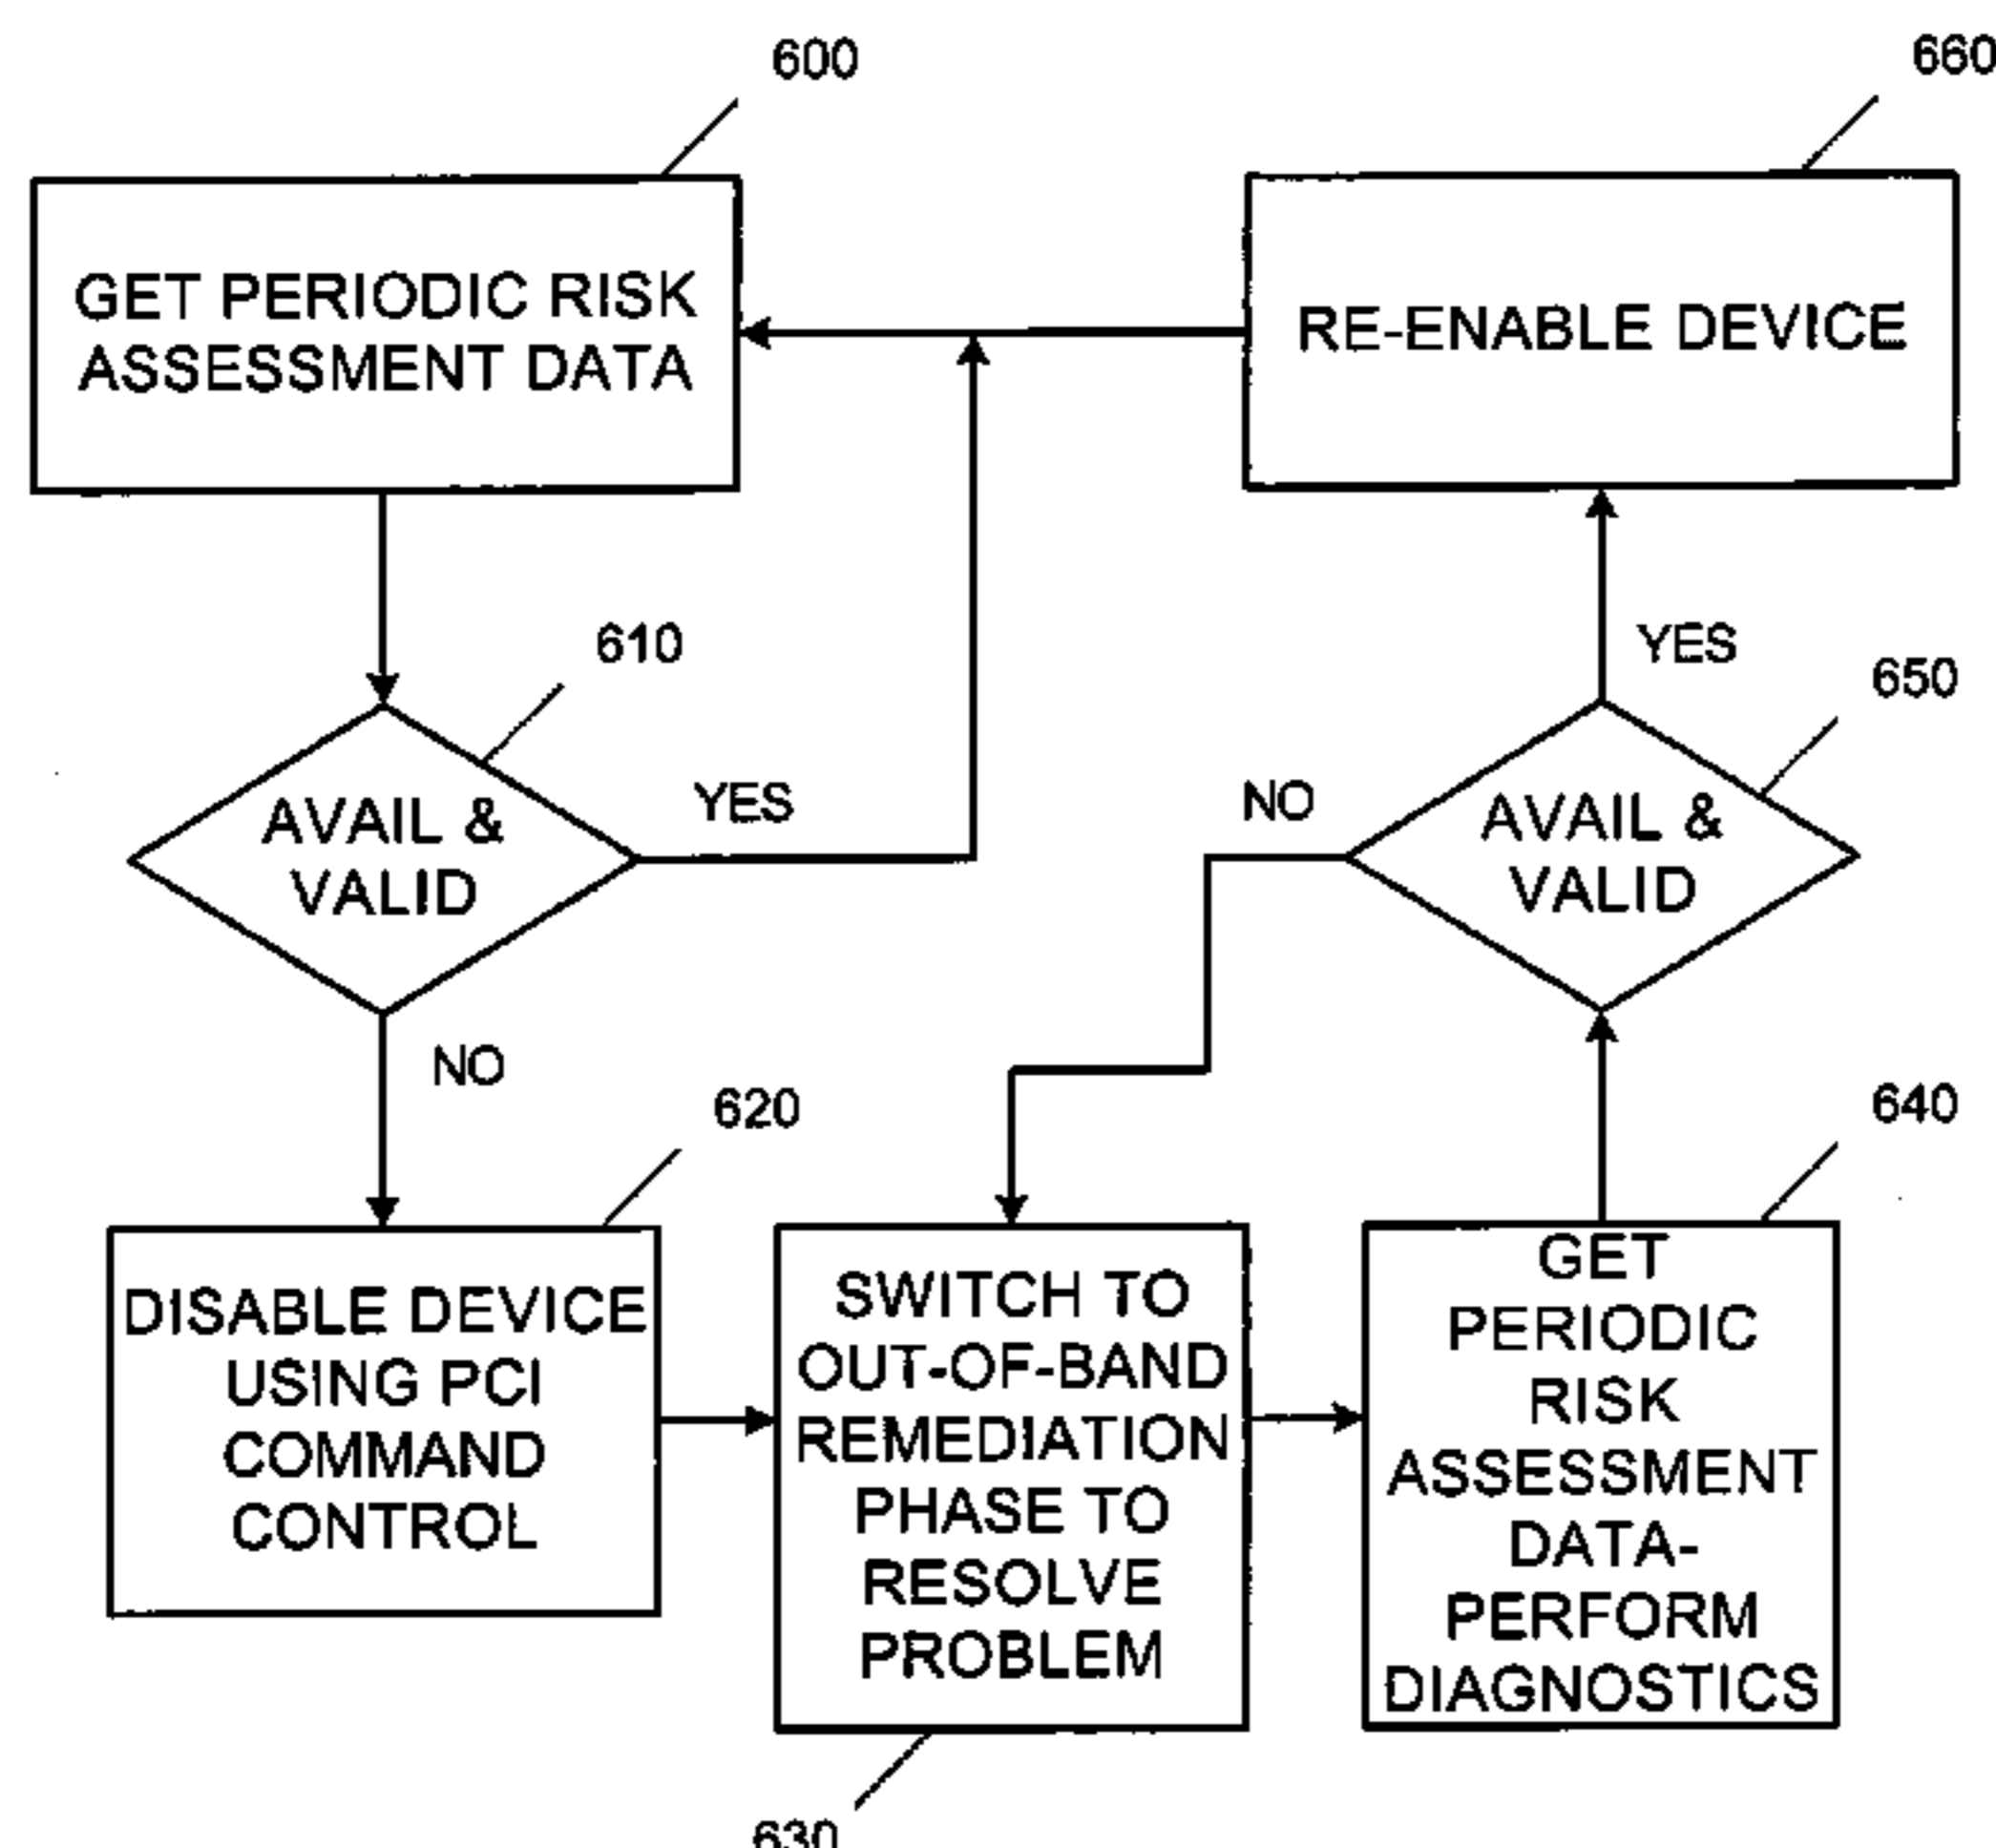 600
660
GET PERIODIC RISK
ASSESSMENT DATA
RE-ENABLE DEVICE
610
YES
650
AVAIL &
VALID
YES
NO
AVAIL &
VALID
NO
620
640
DISABLE DEVICE
USING PCI
COMMAND
CONTROL
SWITCH TO
OUT-OF-BAND
REMEDIATION
PHASE TO
RESOLVE
PROBLEM
GET
PERIODIC
RISK
ASSESSMENT
DATA-
PERFORM
DIAGNOSTICS
630